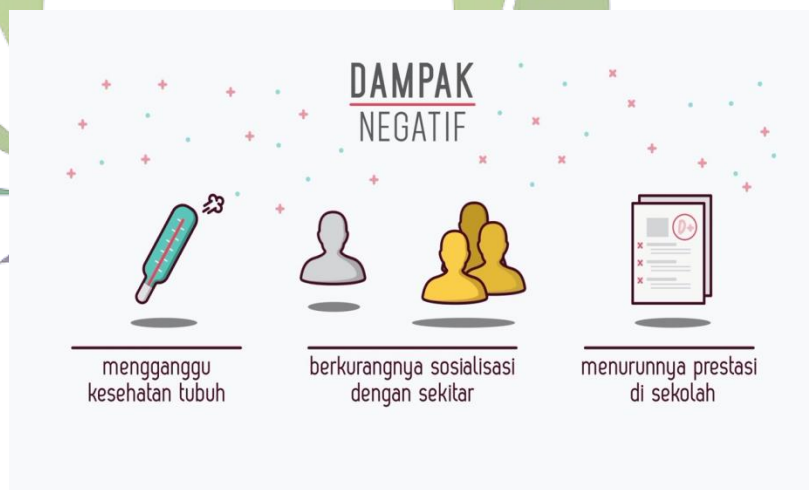 DAMPAK
NEGATIF
D+
mengganggu
kesehatan tubuh
berkurangnya sosialisasi
dengan sekitar
menurunnya prestasi
di sekolah